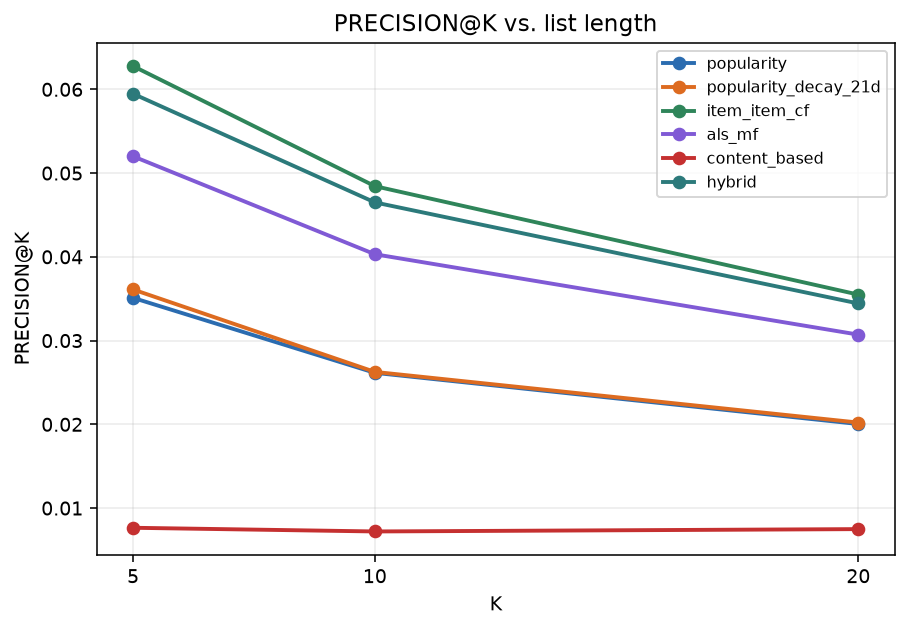 PRECISION@K vs. list length
PRECISION@K
0.06
0.05
0.04
0.03
0.02
0.01
popularity
popularity_decay_21d
item_item_cf
als_mf
content_based
hybrid
5 10 20
K